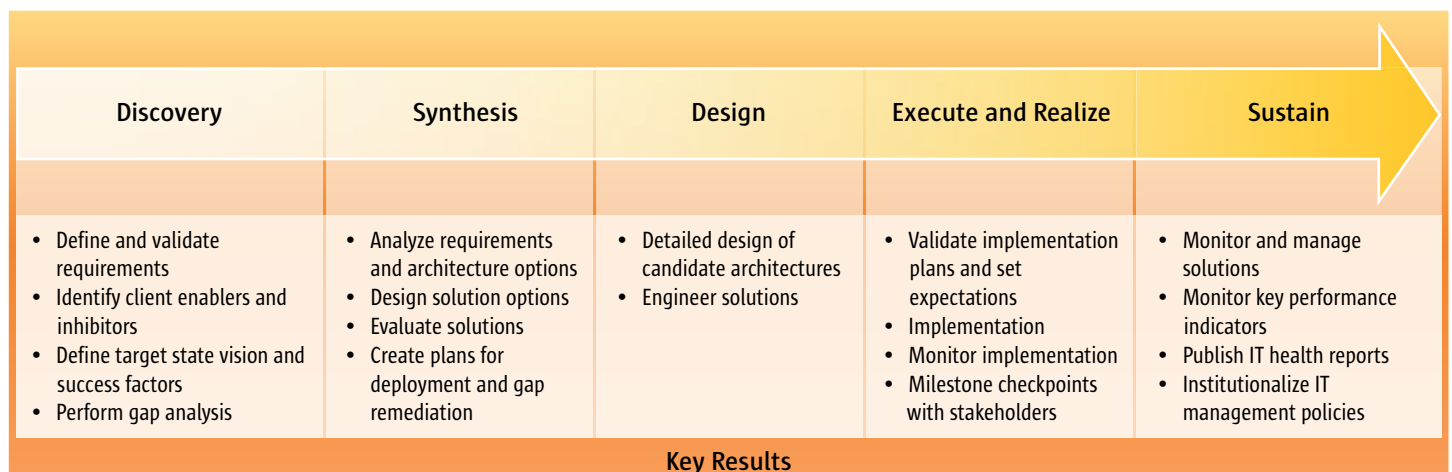 Discovery
Synthesis
Design
Execute and Realize
Sustain
• Define and validate
requirements
• Identify client enablers and
inhibitors
• Define target state vision and
success factors
• Perform gap analysis
• Analyze requirements
and architecture options
• Design solution options
• Evaluate solutions
• Create plans for
deployment and gap
remediation
• Detailed design of
candidate architectures
• Engineer solutions
• Validate implementation
plans and set
expectations
• Implementation
• Monitor implementation
• Milestone checkpoints
with stakeholders
• Monitor and manage
solutions
• Monitor key performance
indicators
• Publish IT health reports
• Institutionalize IT
management policies
Key Results